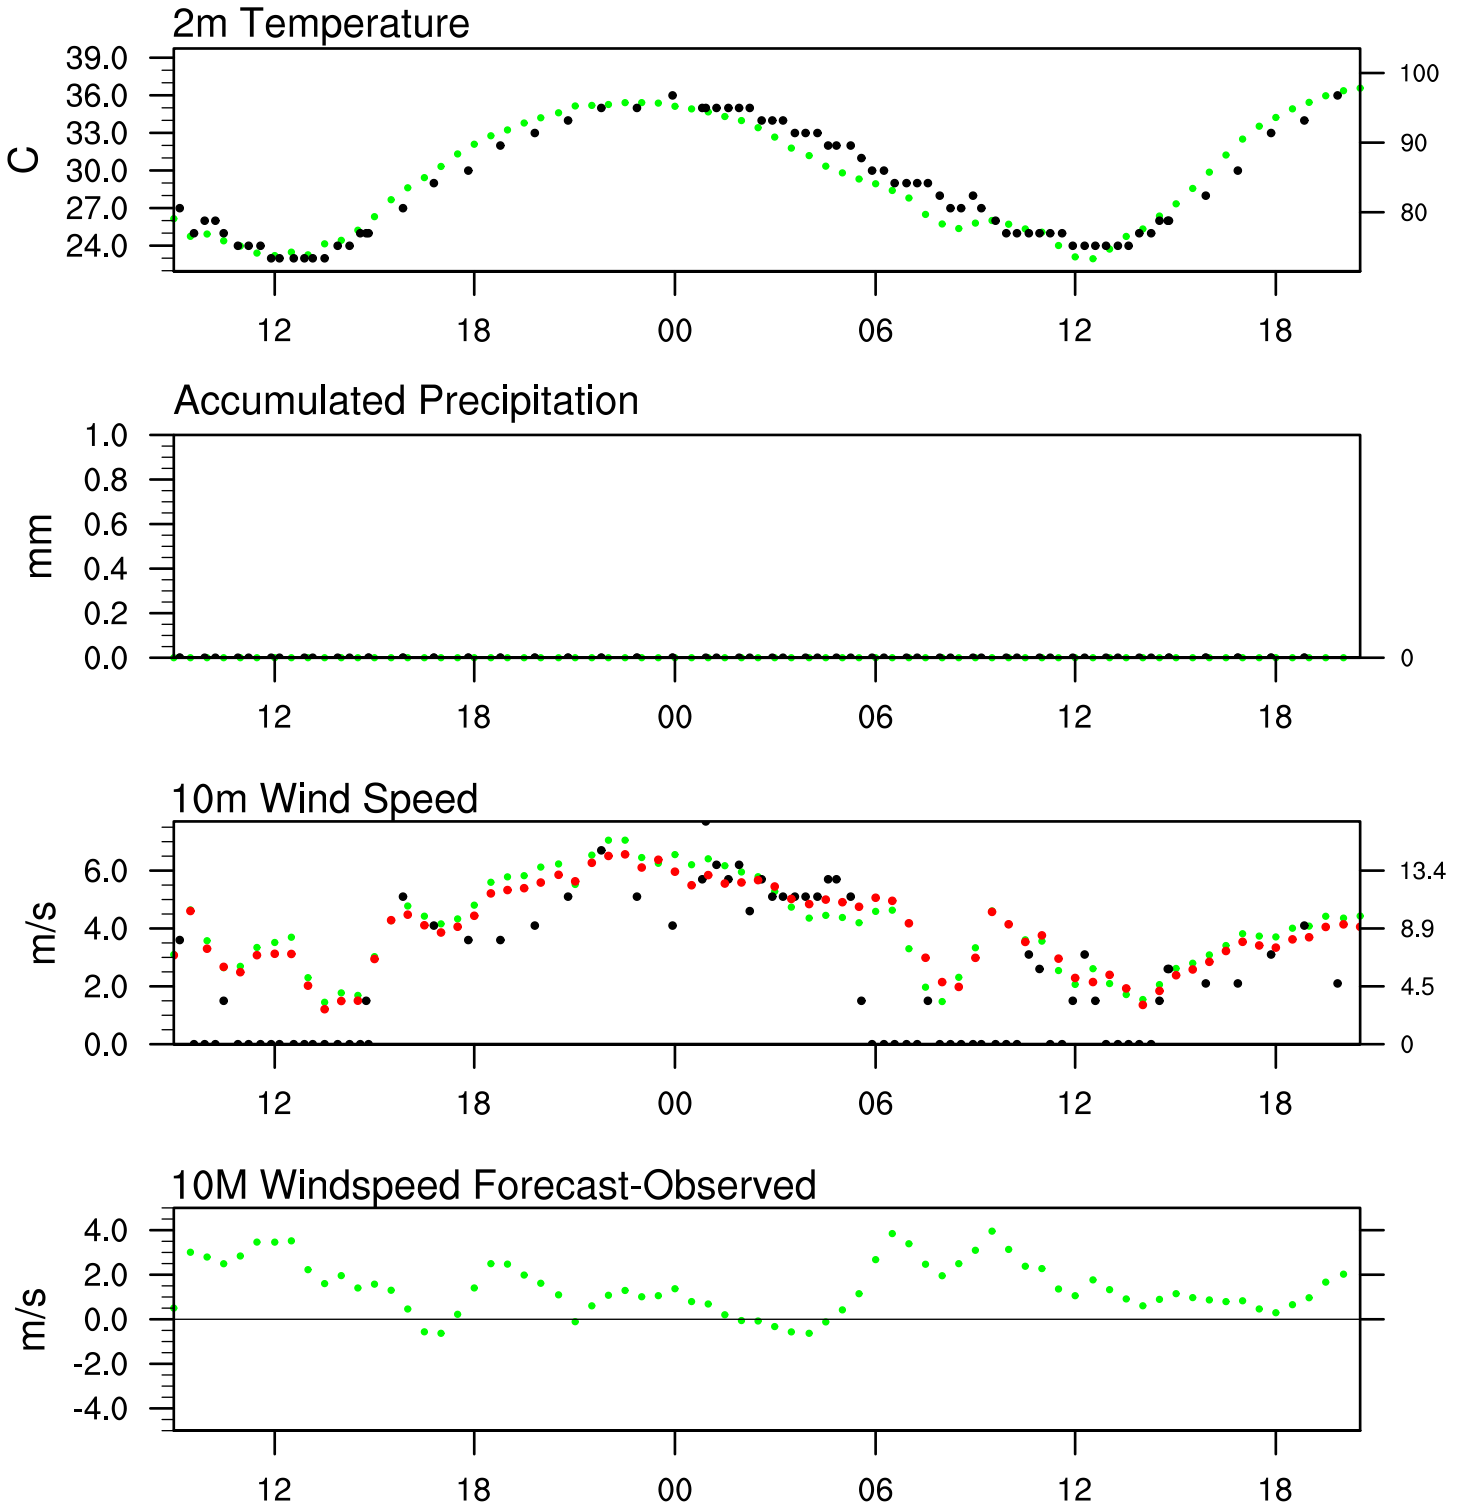 2m Temperature
39.0
36.0
33.0
30.0
27.0
24.0
C
100
90
80
12 18 00 06 12 18
Accumulated Precipitation
1.0
0.8
0.6
0.4
0.2
0.0
mm
0
12 18 00 06 12 18
10m Wind Speed
6.0
4.0
2.0
0.0
m/s
13.4
8.9
4.5
0
12 18 00 06 12 18
10M Windspeed Forecast-Observed
4.0
2.0
0.0
-2.0
-4.0
m/s
12 18 00 06 12 18